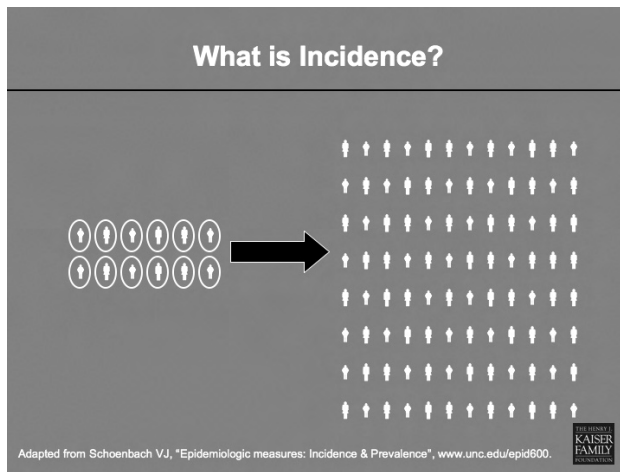 What is Incidence?
Adapted from Schoenbach VJ, "Epidemiologic measures: Incidence & Prevalence", www.unc.edu/epid600.
THE HENRY J.
KAISER
FAMILY
FOUNDATION